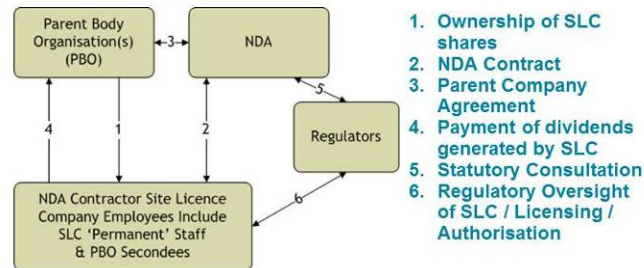 Parent Body
Organisation(s)
(PBO)
3
NDA
5
Regulators
4
1
2
6
NDA Contractor Site Licence
Company Employees Include
SLC ‘Permanent’ Staff
& PBO Secondees
1. Ownership of SLC
shares
2. NDA Contract
3. Parent Company
Agreement
4. Payment of dividends
generated by SLC
5. Statutory Consultation
6. Regulatory Oversight
of SLC / Licensing /
Authorisation